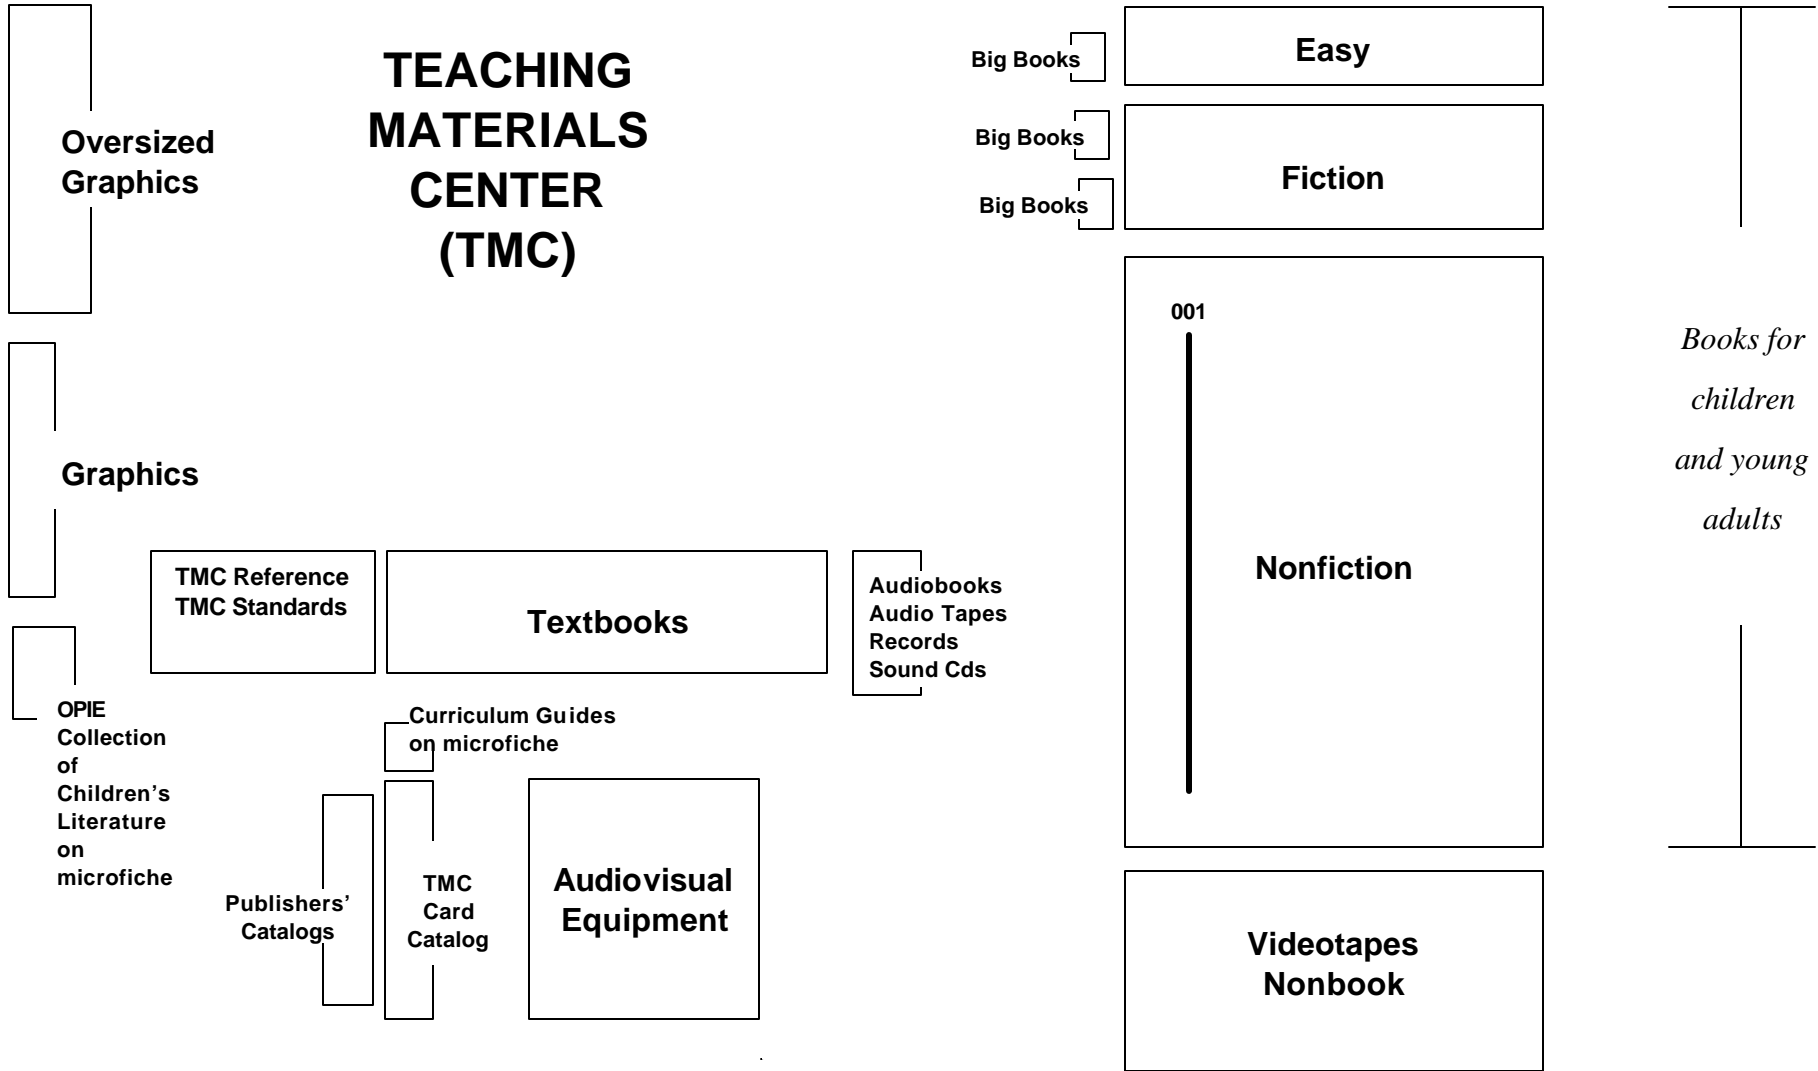 TEACHING
MATERIALS
CENTER
(TMC)
Oversized
Graphics
Graphics
TMC Reference
TMC Standards
Textbooks
Audiobooks
Audio Tapes
Records
Sound Cds
OPIE
Collection
of
Children’s
Literature
on
microfiche
Curriculum Guides
on microfiche
Publishers’
Catalogs
TMC
Card
Catalog
Audiovisual
Equipment
Big Books
Big Books
Big Books
Easy
Fiction
001
Nonfiction
Videotapes
Nonbook
Books for
children
and young
adults